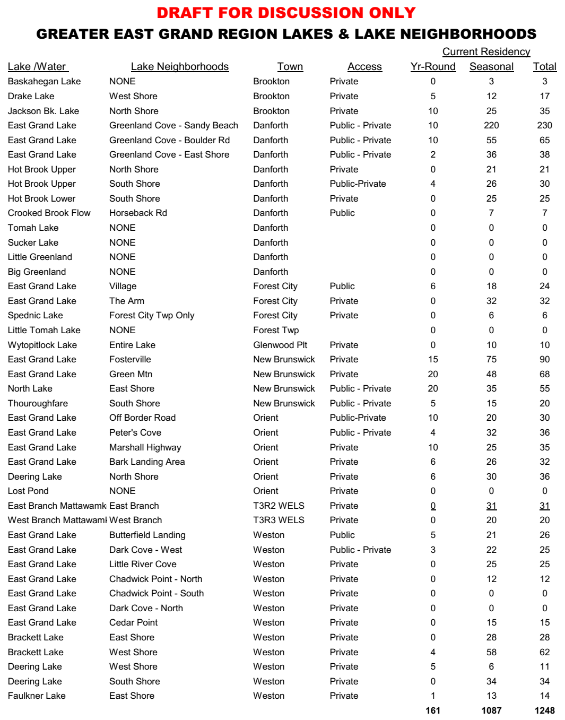 DRAFT FOR DISCUSSION ONLY
GREATER EAST GRAND REGION LAKES & LAKE NEIGHBORHOODS
Current Residency
Lake /Water Lake Neighborhoods Town Access Yr-Round Seasonal Total
Baskahegan Lake NONE Brookton Private 0 3 3
Drake Lake West Shore Brookton Private 5 12 17
Jackson Bk. Lake North Shore Brookton Private 10 25 35
East Grand Lake Greenland Cove - Sandy Beach Danforth Public - Private 10 220 230
East Grand Lake Greenland Cove - Boulder Rd Danforth Public - Private 10 55 65
East Grand Lake Greenland Cove - East Shore Danforth Public - Private 2 36 38
Hot Brook Upper North Shore Danforth Private 0 21 21
Hot Brook Upper South Shore Danforth Public-Private 4 26 30
Hot Brook Lower South Shore Danforth Private 0 25 25
Crooked Brook Flow Horseback Rd Danforth Public 0 7 7
Tomah Lake NONE Danforth 0 0 0
Sucker Lake NONE Danforth 0 0 0
Little Greenland NONE Danforth 0 0 0
Big Greenland NONE Danforth 0 0 0
East Grand Lake Village Forest City Public 6 18 24
East Grand Lake The Arm Forest City Private 0 32 32
Spednic Lake Forest City Twp Only Forest City Private 0 6 6
Little Tomah Lake NONE Forest Twp 0 0 0
Wytopitlock Lake Entire Lake Glenwood Plt Private 0 10 10
East Grand Lake Fosterville New Brunswick Private 15 75 90
East Grand Lake Green Mtn New Brunswick Private 20 48 68
North Lake East Shore New Brunswick Public - Private 20 35 55
Thouroughfare South Shore New Brunswick Public - Private 5 15 20
East Grand Lake Off Border Road Orient Public-Private 10 20 30
East Grand Lake Peter's Cove Orient Public - Private 4 32 36
East Grand Lake Marshall Highway Orient Private 10 25 35
East Grand Lake Bark Landing Area Orient Private 6 26 32
Deering Lake North Shore Orient Private 6 30 36
Lost Pond NONE Orient Private 0 0 0
East Branch Mattawamk East Branch T3R2 WELS Private 0 31 31
West Branch Mattawaml West Branch T3R3 WELS Private 0 20 20
East Grand Lake Butterfield Landing Weston Public 5 21 26
East Grand Lake Dark Cove - West Weston Public - Private 3 22 25
East Grand Lake Little River Cove Weston Private 0 25 25
East Grand Lake Chadwick Point - North Weston Private 0 12 12
East Grand Lake Chadwick Point - South Weston Private 0 0 0
East Grand Lake Dark Cove - North Weston Private 0 0 0
East Grand Lake Cedar Point Weston Private 0 15 15
Brackett Lake East Shore Weston Private 0 28 28
Brackett Lake West Shore Weston Private 4 58 62
Deering Lake West Shore Weston Private 5 6 11
Deering Lake South Shore Weston Private 0 34 34
Faulkner Lake East Shore Weston Private 1 13 14
161 1087 1248